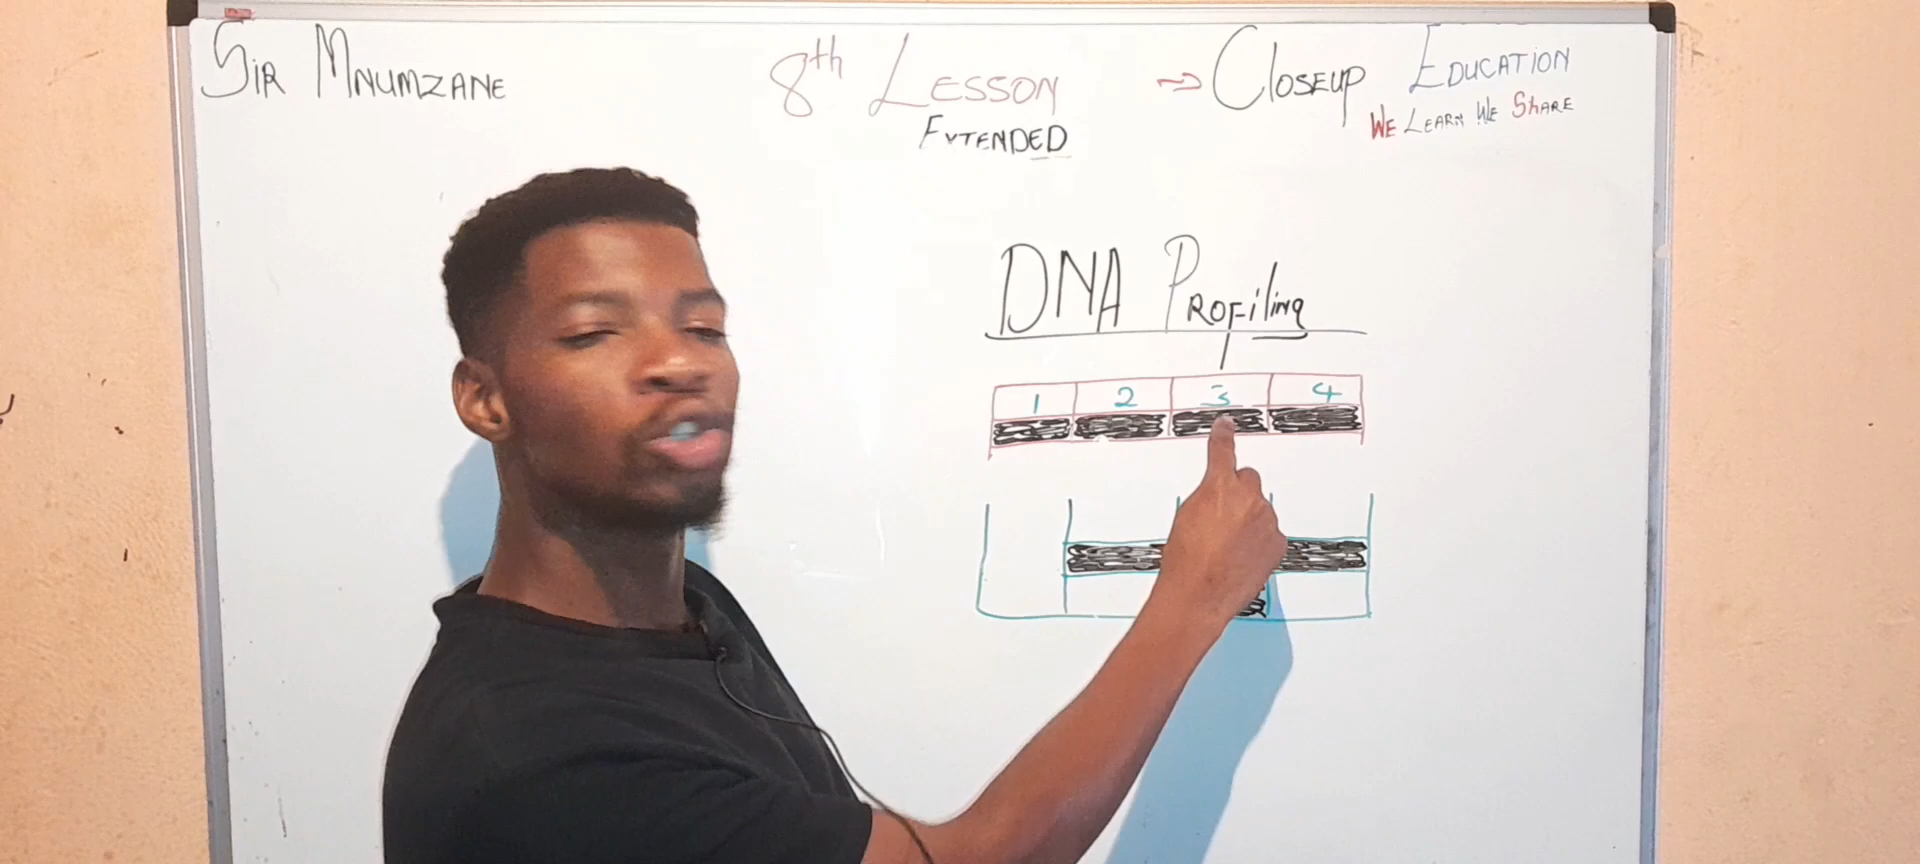 SIR MNUMZANE
8th LESSON
EXTENDED
→ CLOSEUP EDUCATION
WE LEARN WE SHARE
DNA PROFiling
1 2 3 4